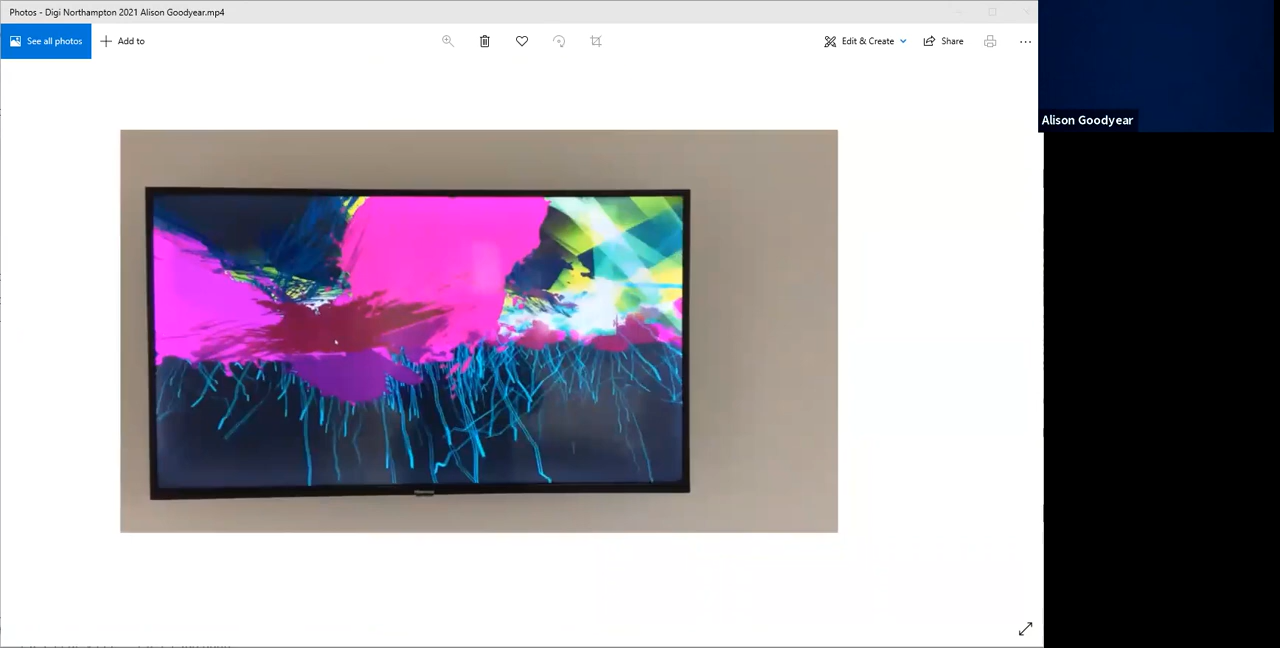 Photos - Digi Northampton 2021 Alison Goodyear.mp4
See all photos
Add to
Edit & Create
Share
Alison Goodyear